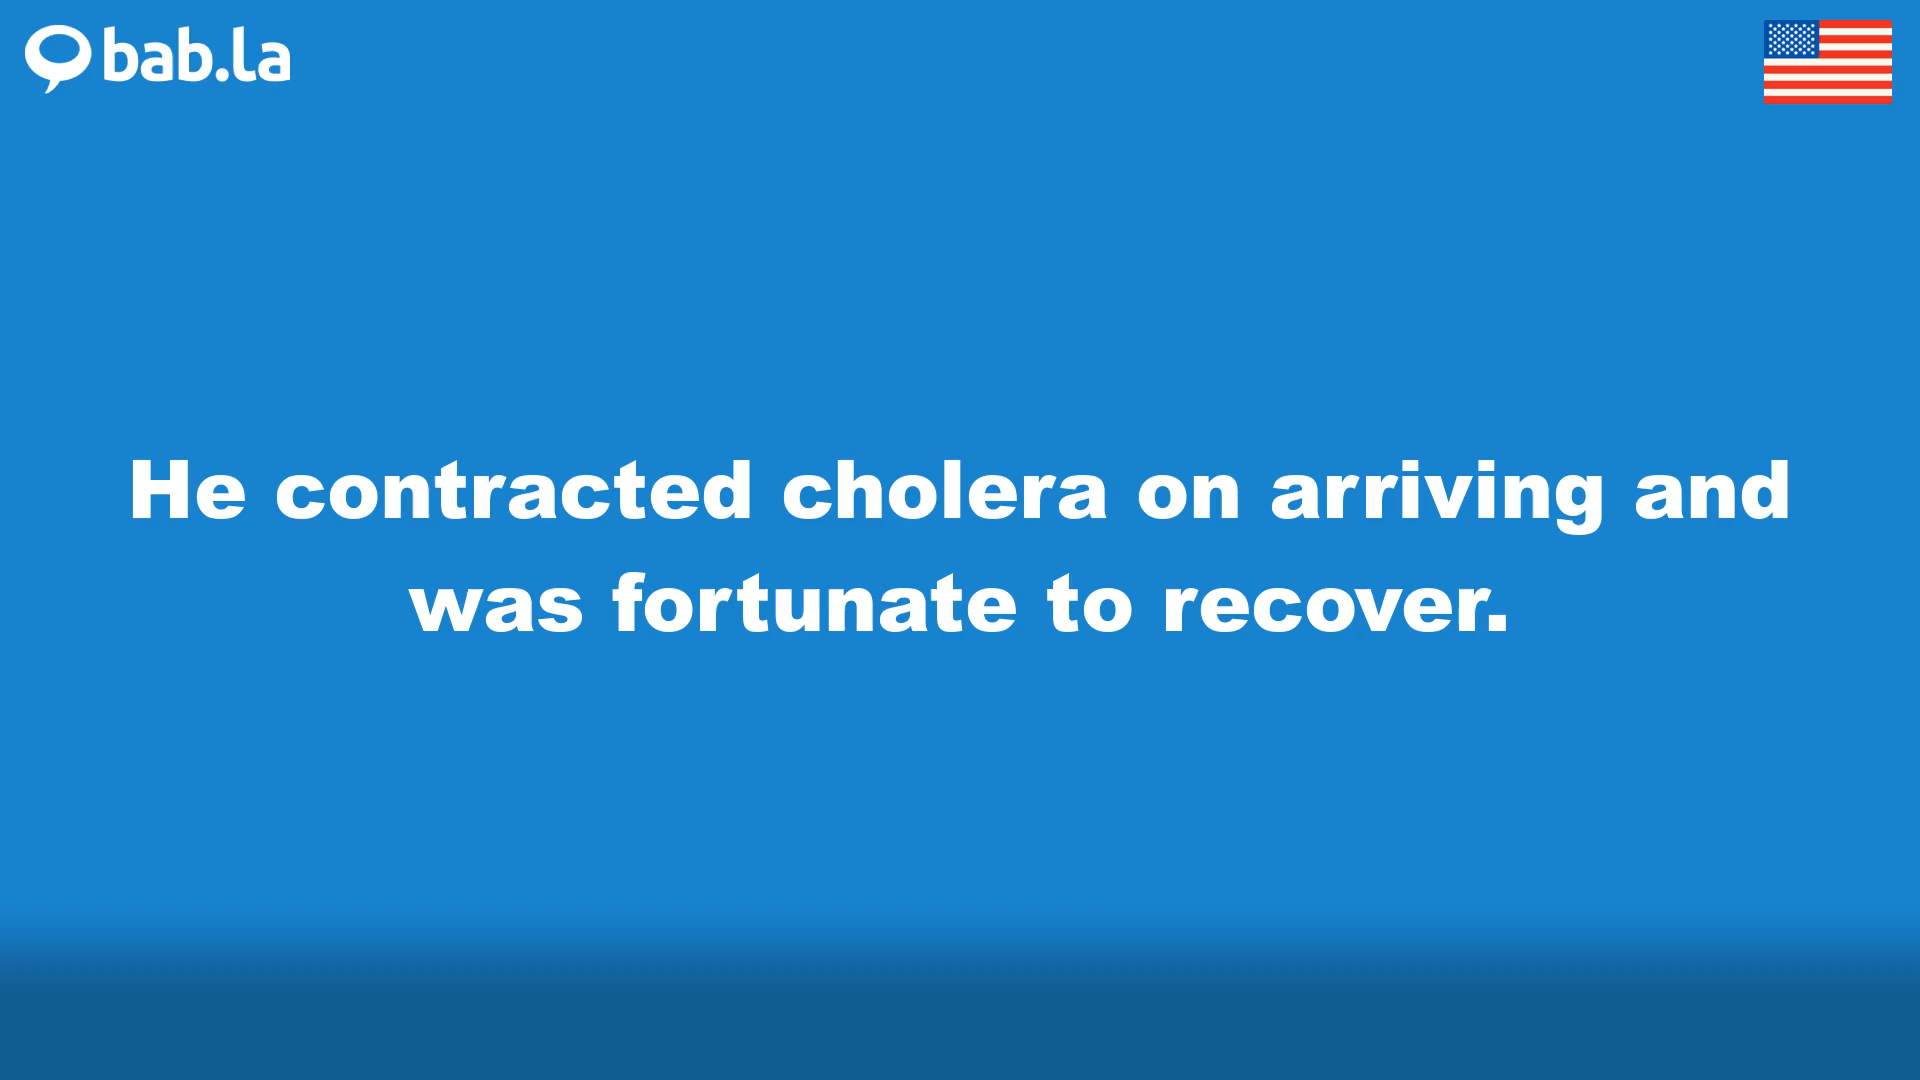 bab.la
He contracted cholera on arriving and
was fortunate to recover.